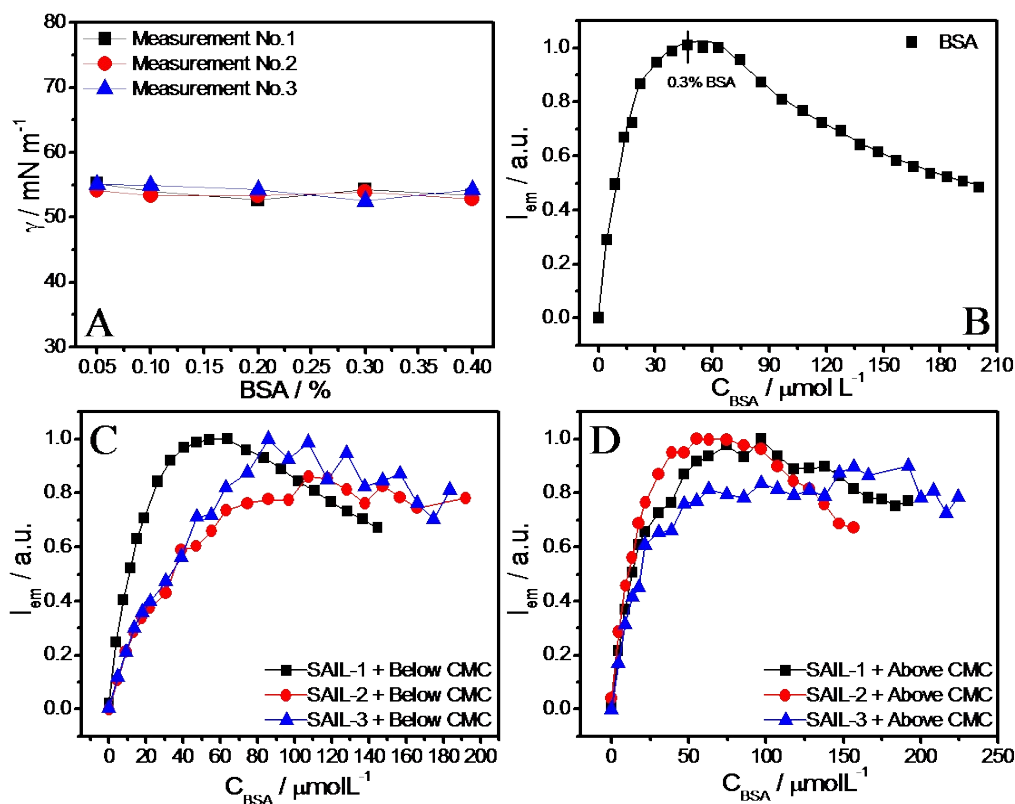 80
70
60
50
40
30
γ / mN m⁻¹
Measurement No.1
Measurement No.2
Measurement No.3
A
0.05 0.10 0.15 0.20 0.25 0.30 0.35 0.40
BSA / %
1.0
0.8
0.6
0.4
0.2
0.0
I_em / a.u.
BSA
0.3% BSA
B
0 30 60 90 120 150 180 210
C_BSA / μmol L⁻¹
C
1.0
0.8
0.6
0.4
0.2
0.0
I_em / a.u.
SAIL-1 + Below CMC
SAIL-2 + Below CMC
SAIL-3 + Below CMC
0 20 40 60 80 100 120 140 160 180 200
C_BSA / μmolL⁻¹
D
1.0
0.8
0.6
0.4
0.2
0.0
I_em / a.u.
SAIL-1 + Above CMC
SAIL-2 + Above CMC
SAIL-3 + Above CMC
0 50 100 150 200 250
C_BSA / μmolL⁻¹